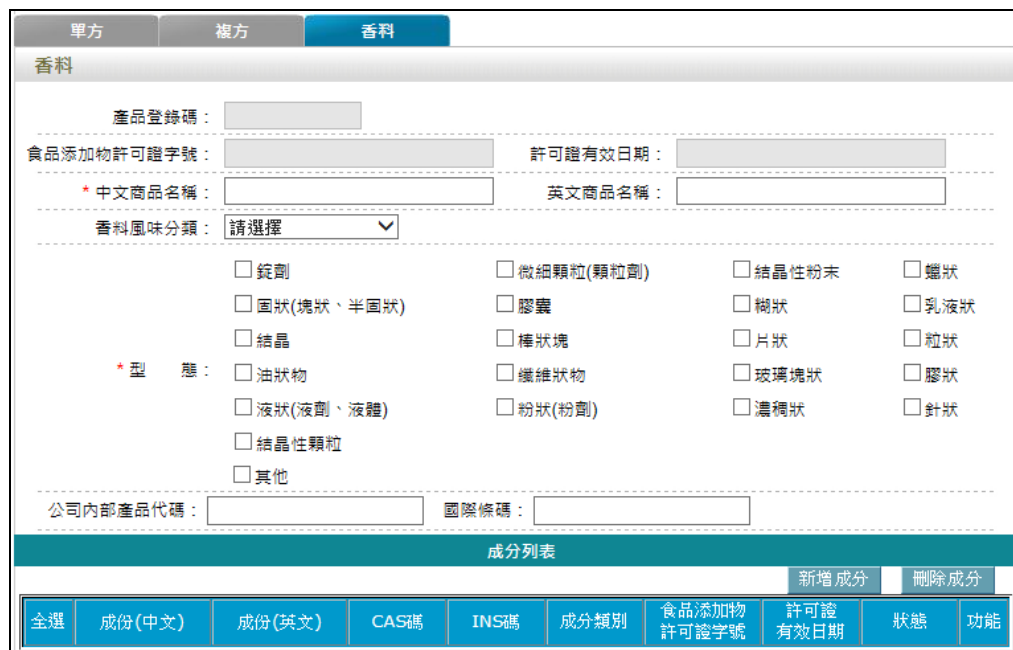 單方 複方 香料
香料
產品登錄碼：
食品添加物許可證字號： 許可證有效日期：
* 中文商品名稱： 英文商品名稱：
香料風味分類： 請選擇
錠劑 微細顆粒(顆粒劑) 結晶性粉末 蠟狀
固狀(塊狀、半固狀) 膠囊 糊狀 乳液狀
結晶 棒狀塊 片狀 粒狀
* 型 態： 油狀物 纖維狀物 玻璃塊狀 膠狀
液狀(液劑、液體) 粉狀(粉劑) 濃稠狀 針狀
結晶性顆粒
其他
公司內部產品代碼： 國際條碼：
成分列表
新增成分 刪除成分
全選 成份(中文) 成份(英文) CAS碼 INS碼 成分類別 食品添加物 許可證 狀態 功能
許可證字號 有效日期